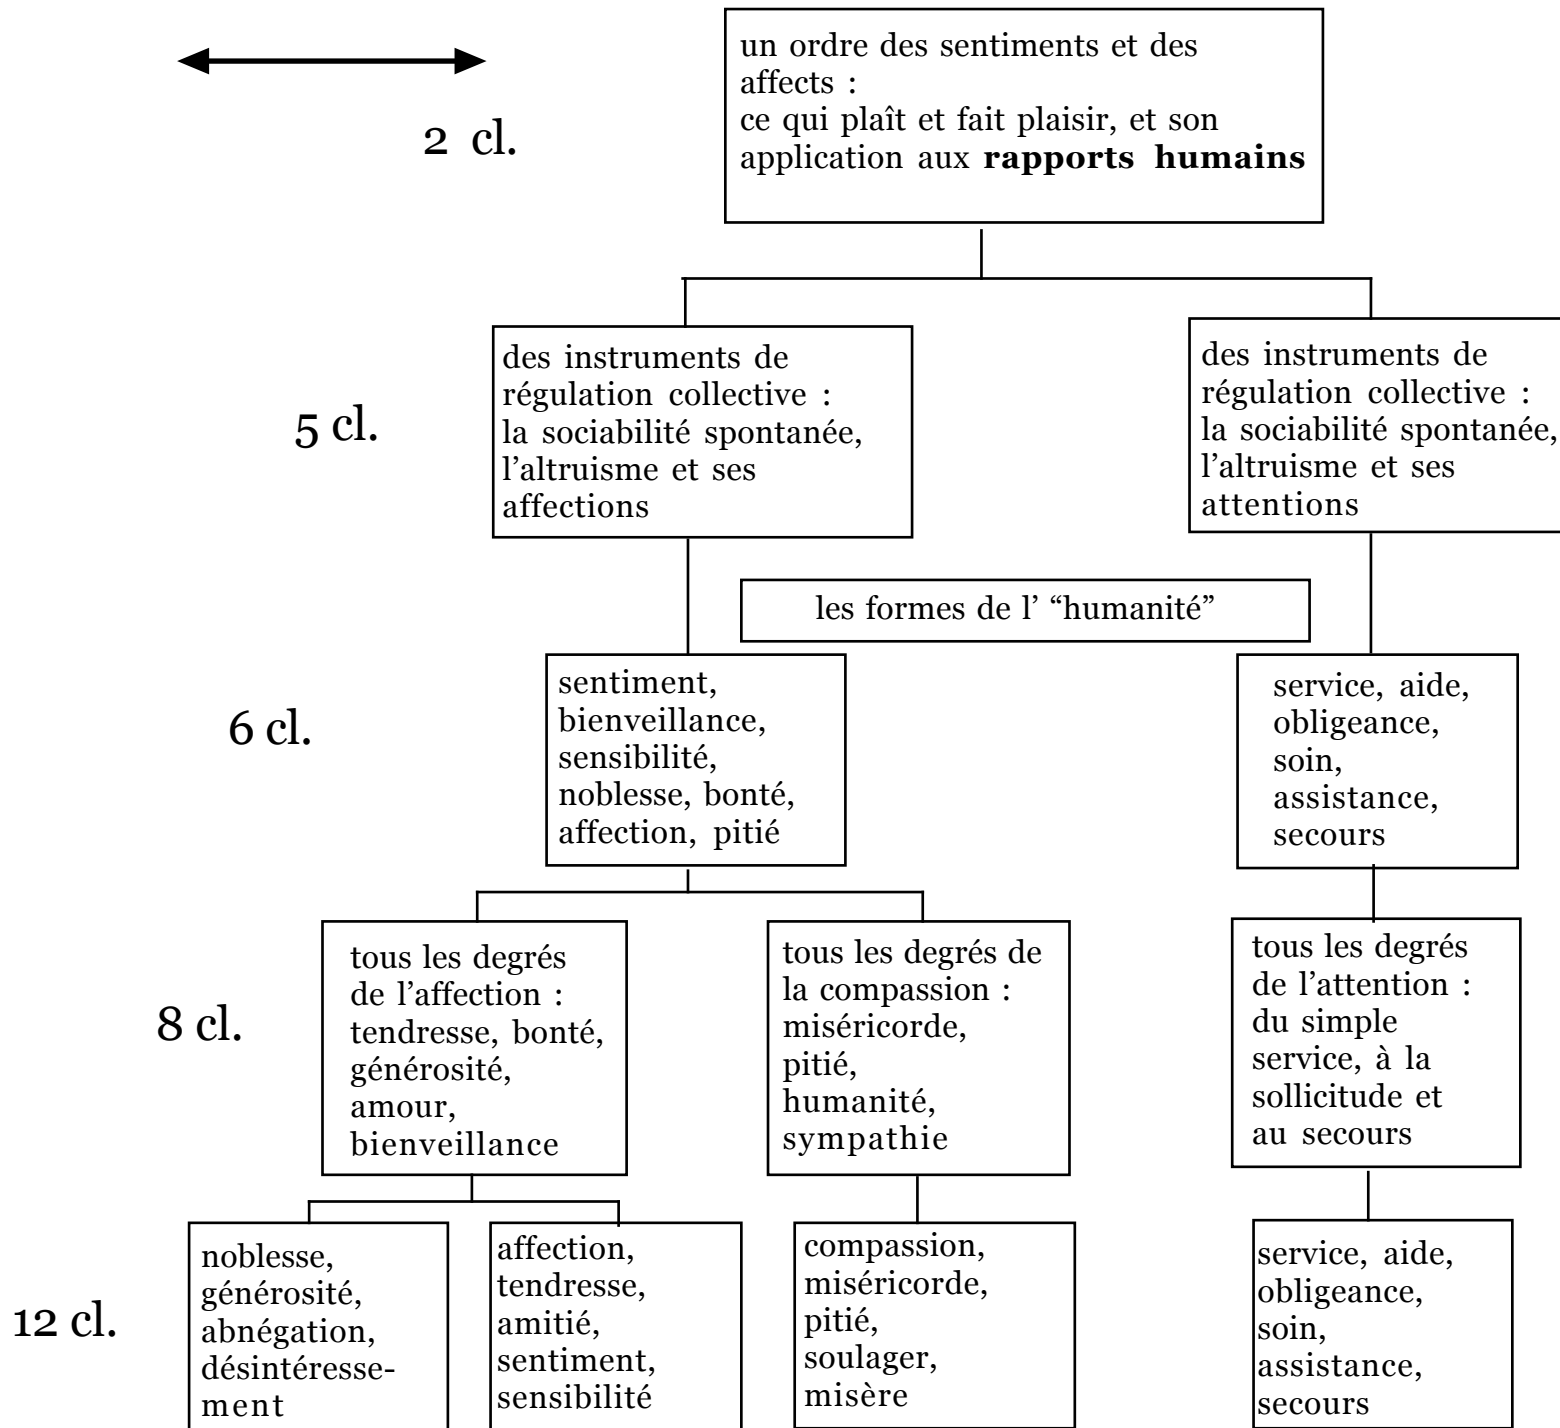 un ordre des sentiments et des
affects :
ce qui plaît et fait plaisir, et son
application aux rapports humains
2 cl.
des instruments de
régulation collective :
la sociabilité spontanée,
l’altruisme et ses
affections
des instruments de
régulation collective :
la sociabilité spontanée,
l’altruisme et ses
attentions
5 cl.
les formes de l’ “humanité”
sentiment,
bienveillance,
sensibilité,
noblesse, bonté,
affection, pitié
service, aide,
obligeance,
soin,
assistance,
secours
6 cl.
tous les degrés
de l’affection :
tendresse, bonté,
générosité,
amour,
bienveillance
tous les degrés de
la compassion :
miséricorde,
pitié,
humanité,
sympathie
tous les degrés
de l’attention :
du simple
service, à la
sollicitude et
au secours
8 cl.
noblesse,
générosité,
abnégation,
désintéresse-
ment
affection,
tendresse,
amitié,
sentiment,
sensibilité
compassion,
miséricorde,
pitié,
soulager,
misère
service, aide,
obligeance,
soin,
assistance,
secours
12 cl.